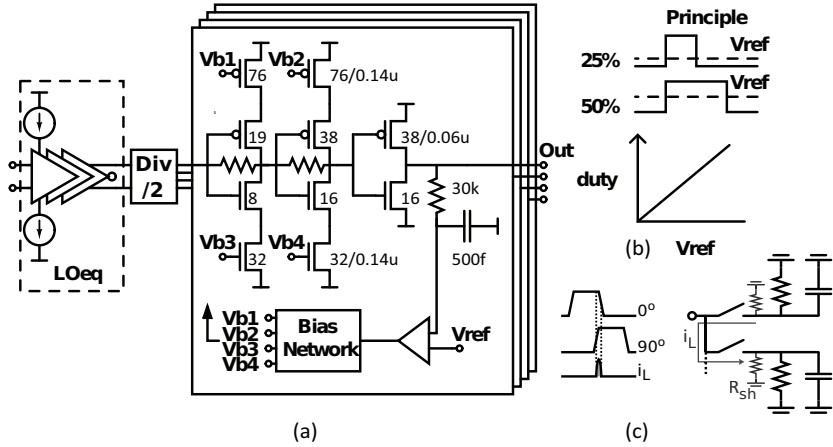 Vb1
Vb2
76
76/0.14u
19
38
38/0.06u
8
16
16
Vb3
Vb4
32
32/0.14u
LOeq
Div
/2
Out
30k
500f
Vb1
Vb2
Vb3
Vb4
Bias
Network
Vref
(a)
Principle
25%
Vref
50%
Vref
duty
Vref
(b)
0°
90°
iL
iL
Rsh
(c)